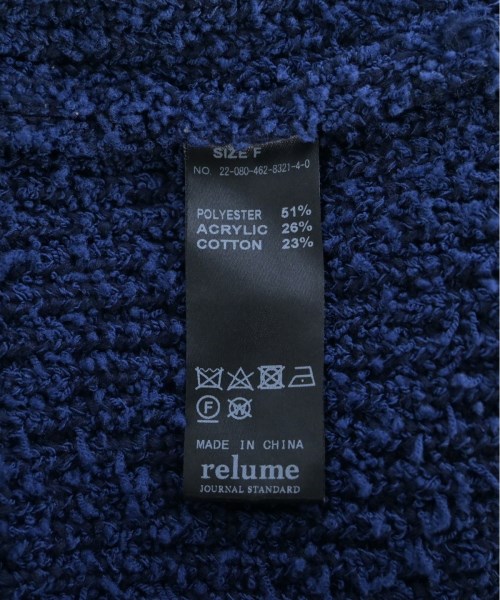 SIZE F
NO 22-080-462-8321-4-0
POLYESTER 51%
ACRYLIC 26%
COTTON 23%
F W
MADE IN CHINA
relume
JOURNAL STANDARD